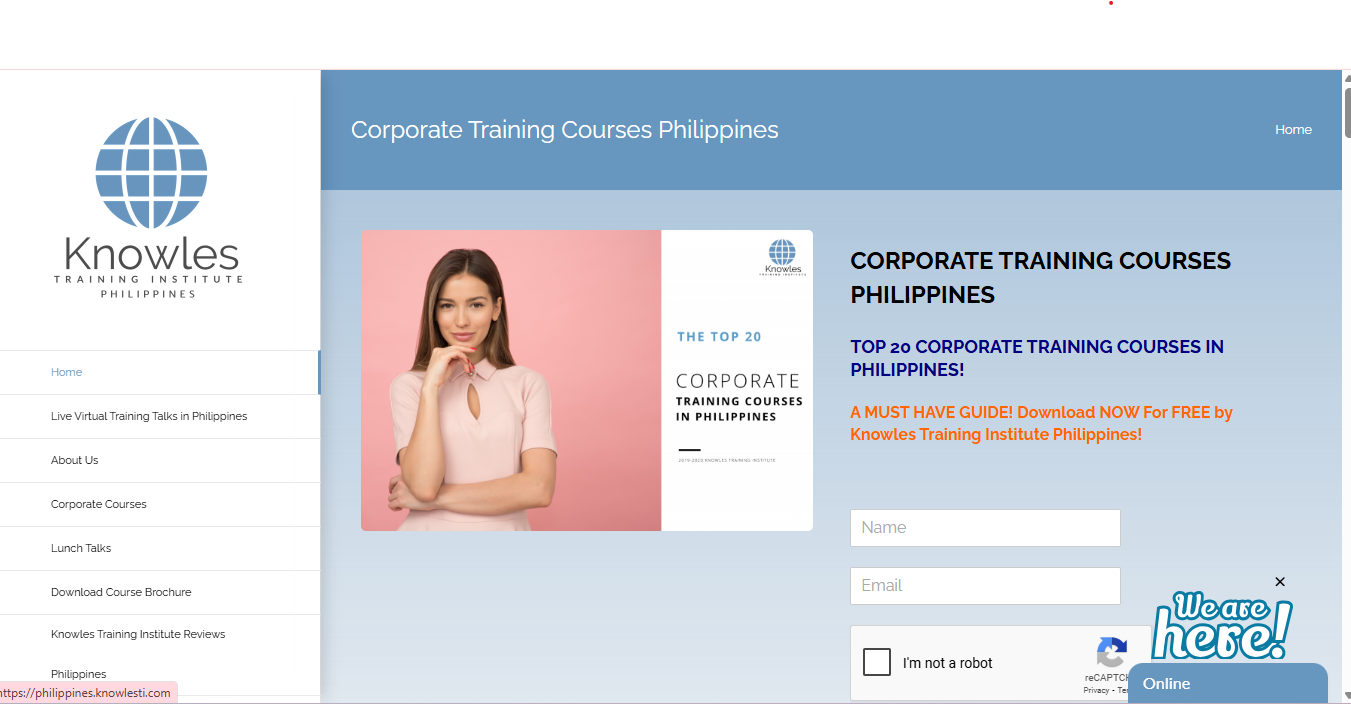 Knowles
TRAINING INSTITUTE
PHILIPPINES
Home
Live Virtual Training Talks in Philippines
About Us
Corporate Courses
Lunch Talks
Download Course Brochure
Knowles Training Institute Reviews
Philippines
https://philippines.knowlesti.com
Corporate Training Courses Philippines
Home
Knowles
TRAINING INSTITUTE
THE TOP 20
CORPORATE
TRAINING COURSES
IN PHILIPPINES
2019-2020 KNOWLES TRAINING INSTITUTE
CORPORATE TRAINING COURSES
PHILIPPINES
TOP 20 CORPORATE TRAINING COURSES IN
PHILIPPINES!
A MUST HAVE GUIDE! Download NOW For FREE by
Knowles Training Institute Philippines!
Name
Email
I'm not a robot
reCAPTCH
Privacy - Ter
We are
here!
Online